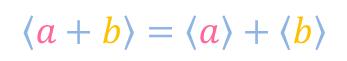 ⟨a + b⟩ = ⟨a⟩ + ⟨b⟩